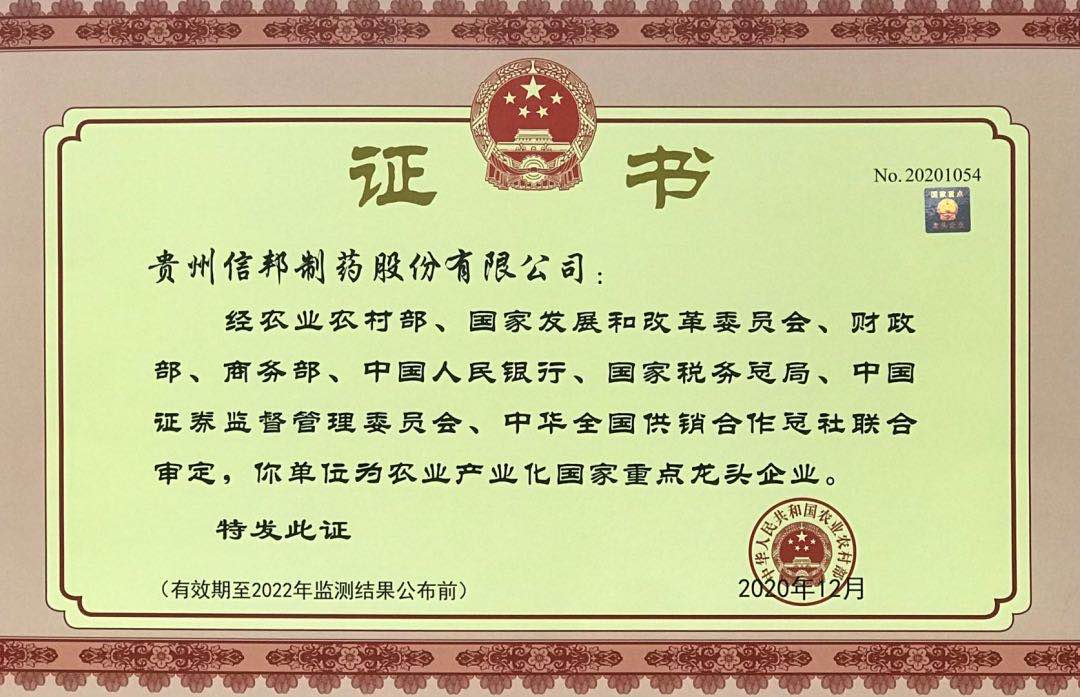 证书
No. 20201054
国家重点
龙头企业
贵州信邦制药股份有限公司：
经农业农村部、国家发展和改革委员会、财政
部、商务部、中国人民银行、国家税务总局、中国
证券监督管理委员会、中华全国供销合作总社联合
审定，你单位为农业产业化国家重点龙头企业。
特发此证
中华人民共和国农业农村部
（有效期至2022年监测结果公布前）
2020年12月